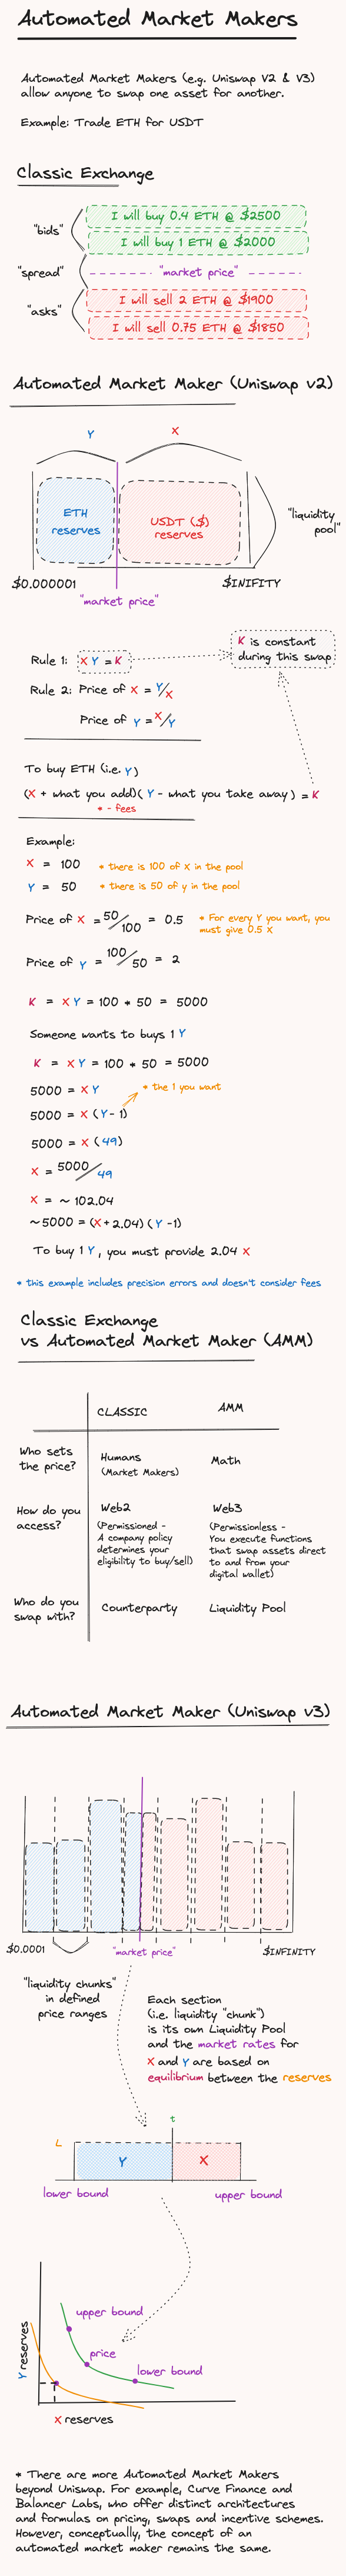 Automated Market Makers
Automated Market Makers (e.g. Uniswap V2 & V3)
allow anyone to swap one asset for another.
Example: Trade ETH for USDT
Classic Exchange
"bids"
I will buy 0.4 ETH @ $2500
I will buy 1 ETH @ $2000
"spread"
"market price"
"asks"
I will sell 2 ETH @ $1900
I will sell 0.75 ETH @ $1850
Automated Market Maker (Uniswap v2)
Y
X
ETH
reserves
USDT ($)
reserves
"liquidity
pool"
$0.000001
$INIFITY
"market price"
K is constant
during this swap
Rule 1: X Y = K
Rule 2: Price of X = Y/X
Price of Y = X/Y
To buy ETH (i.e. Y)
(X + what you add)( Y - what you take away ) = K
* - fees
Example:
X = 100 * there is 100 of X in the pool
Y = 50 * there is 50 of y in the pool
Price of X = 50/100 = 0.5
* For every Y you want, you
must give 0.5 X
Price of Y = 100/50 = 2
K = X Y = 100 * 50 = 5000
Someone wants to buys 1 Y
K = X Y = 100 * 50 = 5000
5000 = X Y
* the 1 you want
5000 = X (Y- 1)
5000 = X (49)
X = 5000/49
X = ~ 102.04
~5000 = (X+ 2.04) ( Y -1)
To buy 1 Y, you must provide 2.04 X
* this example includes precision errors and doesn't consider fees
Classic Exchange
vs Automated Market Maker (AMM)
CLASSIC
AMM
Who sets
the price?
Humans
(Market Makers)
Math
How do you
access?
Web2
(Permissioned -
A company policy
determines your
eligibility to buy/sell)
Web3
(Permissionless -
You execute functions
that swap assets direct
to and from your
digital wallet)
Who do you
swap with?
Counterparty
Liquidity Pool
Automated Market Maker (Uniswap v3)
$0.0001
"market price"
$INFINITY
"liquidity chunks"
in defined
price ranges
Each section
(i.e. liquidity "chunk")
is its own Liquidity Pool
and the market rates for
X and Y are based on
equilibrium between the reserves
t
L
Y
X
lower bound
upper bound
upper bound
price
lower bound
Y reserves
X reserves
* There are more Automated Market Makers
beyond Uniswap. For example, Curve Finance and
Balancer Labs, who offer distinct architectures
and formulas on pricing, swaps and incentive schemes.
However, conceptually, the concept of an
automated market maker remains the same.